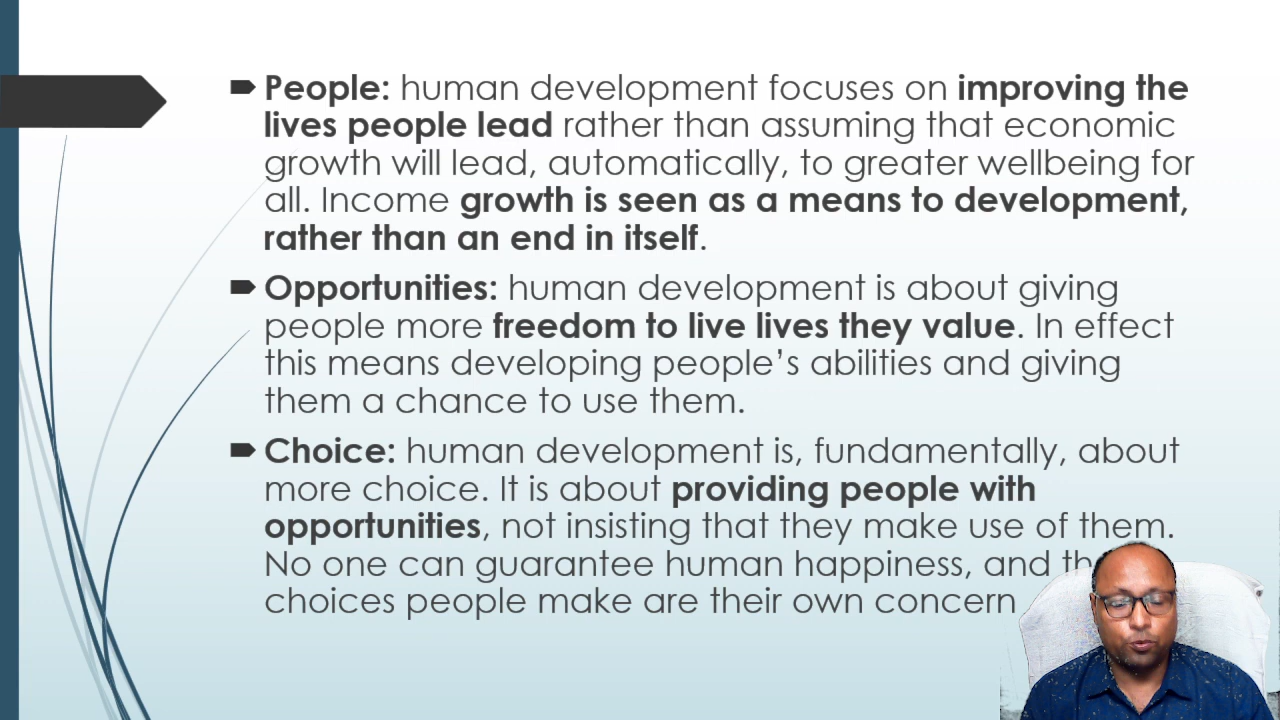 People: human development focuses on improving the
lives people lead rather than assuming that economic
growth will lead, automatically, to greater wellbeing for
all. Income growth is seen as a means to development,
rather than an end in itself.
Opportunities: human development is about giving
people more freedom to live lives they value. In effect
this means developing people’s abilities and giving
them a chance to use them.
Choice: human development is, fundamentally, about
more choice. It is about providing people with
opportunities, not insisting that they make use of them.
No one can guarantee human happiness, and
choices people make are their own concern